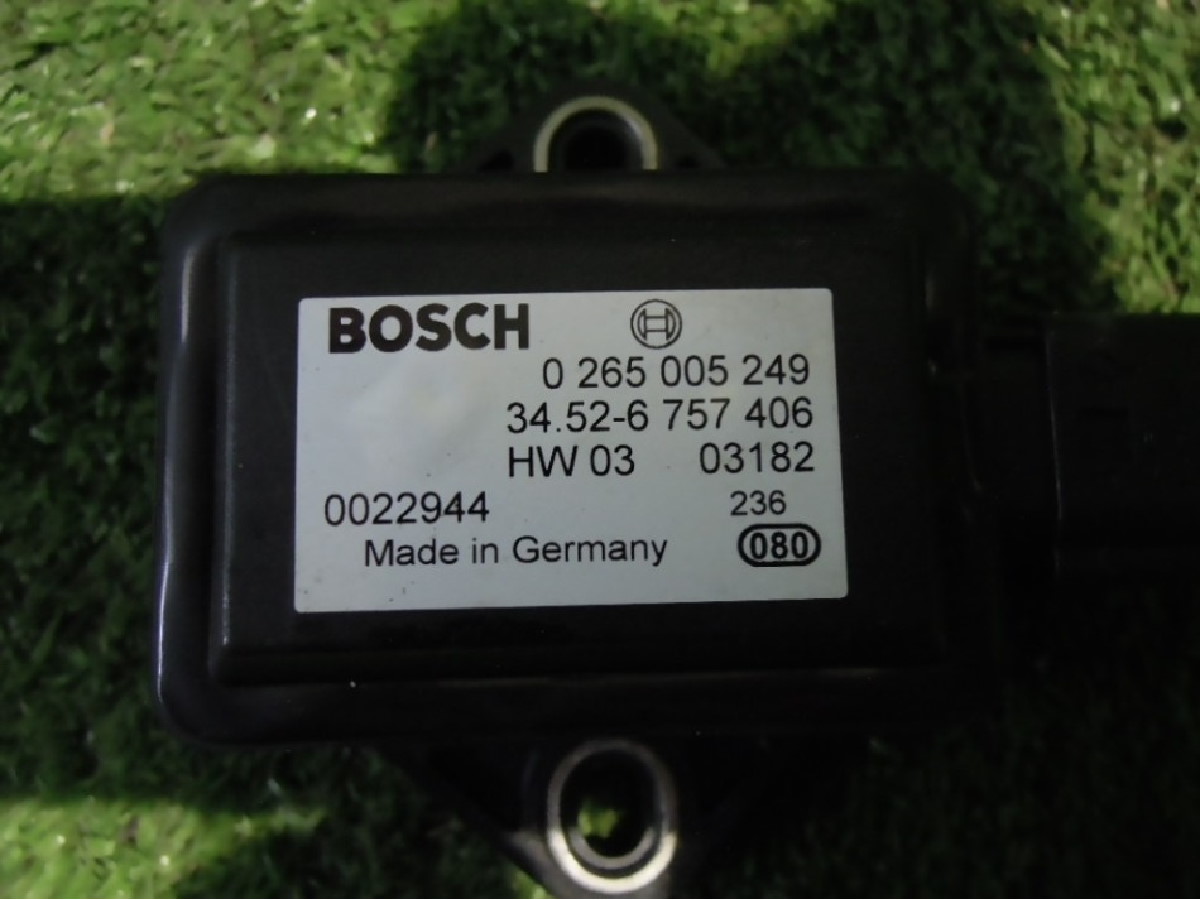 BOSCH
0 265 005 249
34.52-6 757 406
HW 03 03182
0022944 236
Made in Germany 080